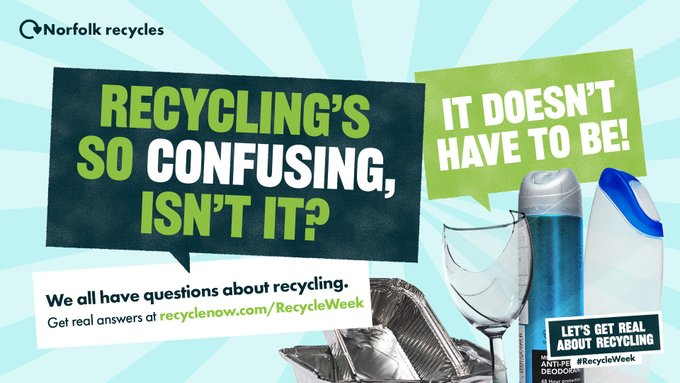 Norfolk recycles
RECYCLING'S
SO CONFUSING,
ISN'T IT?
IT DOESN'T
HAVE TO BE!
We all have questions about recycling.
Get real answers at recyclenow.com/RecycleWeek
LET'S GET REAL
ABOUT RECYCLING
#RecycleWeek
ANTI-PE
DEODORA
48 Hour protectio